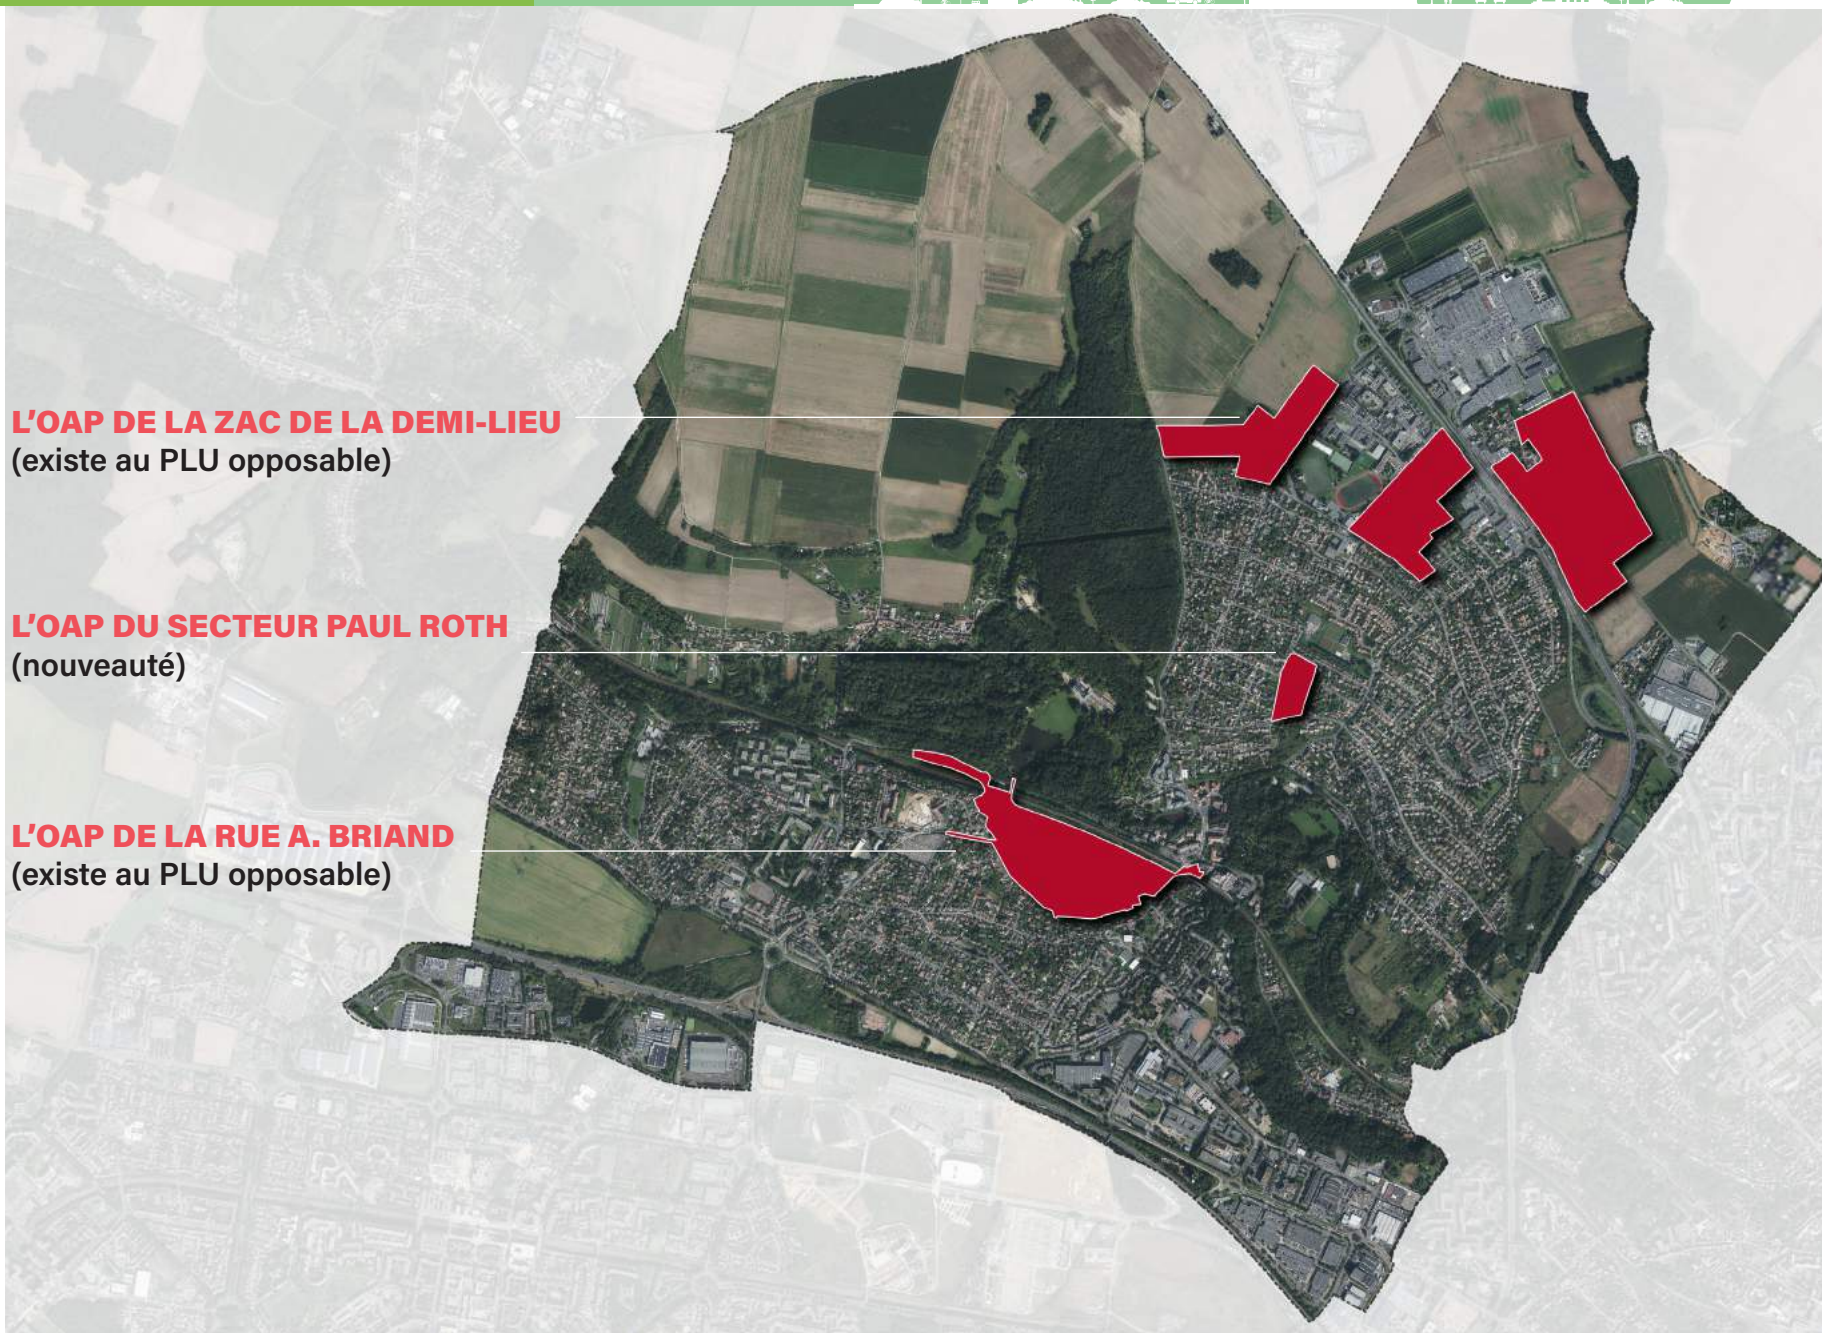 L'OAP DE LA ZAC DE LA DEMI-LIEU
(existe au PLU opposable)
L'OAP DU SECTEUR PAUL ROTH
(nouveauté)
L'OAP DE LA RUE A. BRIAND
(existe au PLU opposable)